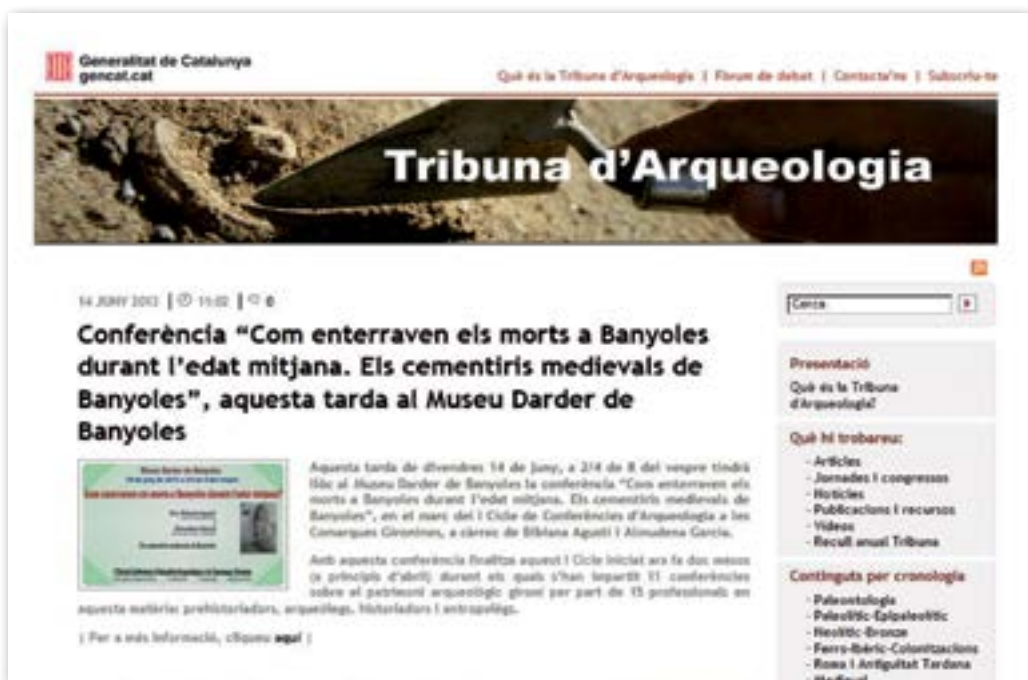 Generalitat de Catalunya
gencat.cat
Què és la Tribuna d'Arqueologia | Fòrum de debat | Contacta'ns | Subscriu-te
Tribuna d'Arqueologia
14 JUNY 2013 | 11:02 | 0
Conferència “Com enterraven els morts a Banyoles
durant l’edat mitjana. Els cementiris medievals de
Banyoles”, aquesta tarda al Museu Darder de
Banyoles
Aquesta tarda de divendres 14 de juny, a 2/4 de 8 del vespre tindrà
lloc al Museu Darder de Banyoles la conferència “Com enterraven els
morts a Banyoles durant l’edat mitjana. Els cementiris medievals de
Banyoles”, en el marc del I Cicle de Conferències d’Arqueologia a les
Comarques Gironines, a càrrec de Bibiana Agustí i Almudena García.
Amb aquesta conferència finalitza aquest I Cicle iniciat ara fa dos mesos
(a principis d’abril) durant els quals s’han impartit 11 conferències
sobre el patrimoni arqueològic gironí per part de 15 professionals en
aquesta matèria: prehistoriadors, arqueòlegs, historiadors i antropòlegs.
| Per a més informació, cliqueu aquí |
Cerca
Presentació
Què és la Tribuna
d'Arqueologia?
Què hi trobareu:
- Articles
- Jornades i congressos
- Notícies
- Publicacions i recursos
- Vídeos
- Recull anual Tribuna
Continguts per cronologia
- Paleontologia
- Paleolític-Epipaleolític
- Neolític-Bronze
- Ferro-Ibèric-Colonitzacions
- Roma i Antiguitat Tardana
- Medieval